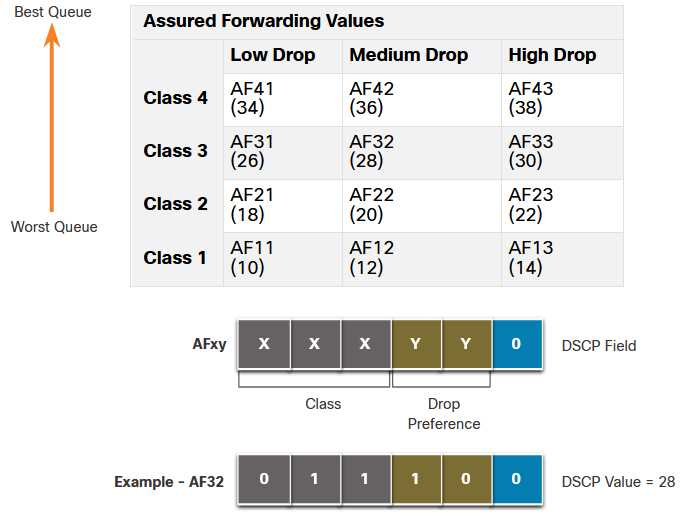 Best Queue
Assured Forwarding Values
Low Drop Medium Drop High Drop
Class 4 AF41 (34) AF42 (36) AF43 (38)
Class 3 AF31 (26) AF32 (28) AF33 (30)
Class 2 AF21 (18) AF22 (20) AF23 (22)
Worst Queue
Class 1 AF11 (10) AF12 (12) AF13 (14)
AFxy X X X Y Y 0 DSCP Field
Class Drop Preference
Example - AF32 0 1 1 1 0 0 DSCP Value = 28